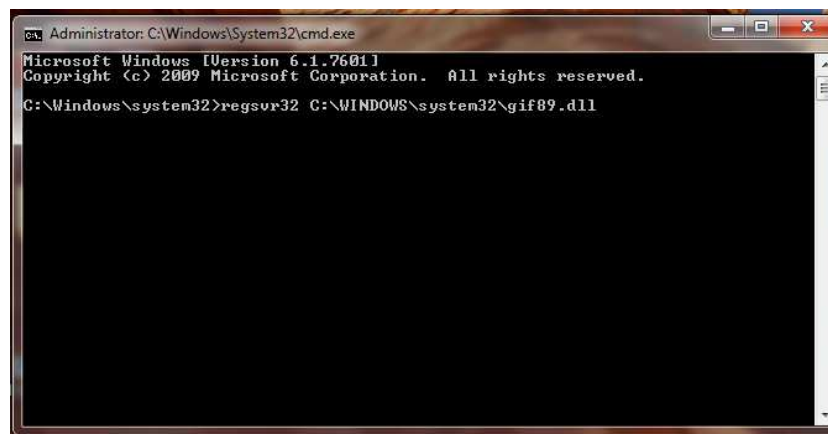 Administrator: C:\Windows\System32\cmd.exe
Microsoft Windows [Version 6.1.7601]
Copyright (c) 2009 Microsoft Corporation.  All rights reserved.
C:\Windows\system32>regsvr32 C:\WINDOWS\system32\gif89.dll